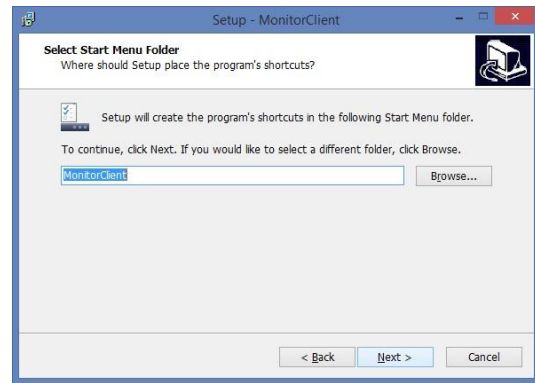 Setup - MonitorClient
Select Start Menu Folder
Where should Setup place the program's shortcuts?
Setup will create the program's shortcuts in the following Start Menu folder.
To continue, click Next. If you would like to select a different folder, click Browse.
MonitorClient
Browse...
< Back
Next >
Cancel